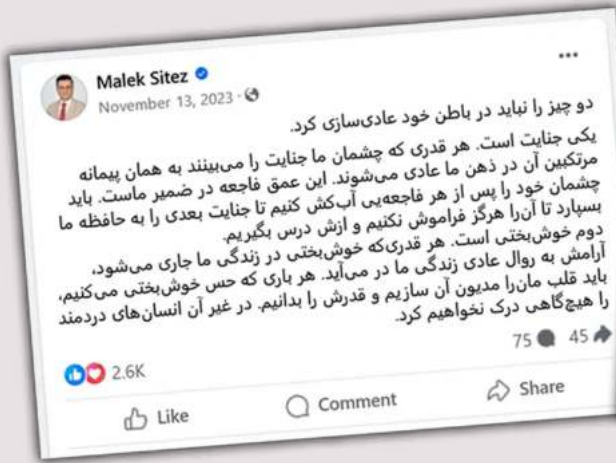 Malek Sitez
November 13, 2023 ·
دو چیز را نباید در باطن خود عادی‌سازی کرد.
یکی جنایت است. هر قدری که چشمان ما جنایت را می‌بینند به همان پیمانه
مرتکبین آن در ذهن ما عادی می‌شوند. این عمق فاجعه در ضمیر ماست. باید
چشمان خود را پس از هر فاجعه‌یی آب‌کش کنیم تا جنایت بعدی را به حافظه ما
بسپارد تا آن‌را هرگز فراموش نکنیم و ازش درس بگیریم.
دوم خوش‌بختی است. هر قدری‌که خوش‌بختی در زندگی ما جاری می‌شود،
آرامش به روال عادی زندگی ما در می‌آید. هر باری که حس خوش‌بختی می‌کنیم،
باید قلب مان‌را مدیون آن سازیم و قدرش را بدانیم. در غیر آن انسان‌های دردمند
را هیچ‌گاهی درک نخواهیم کرد.
2.6K 75 45
Like Comment Share